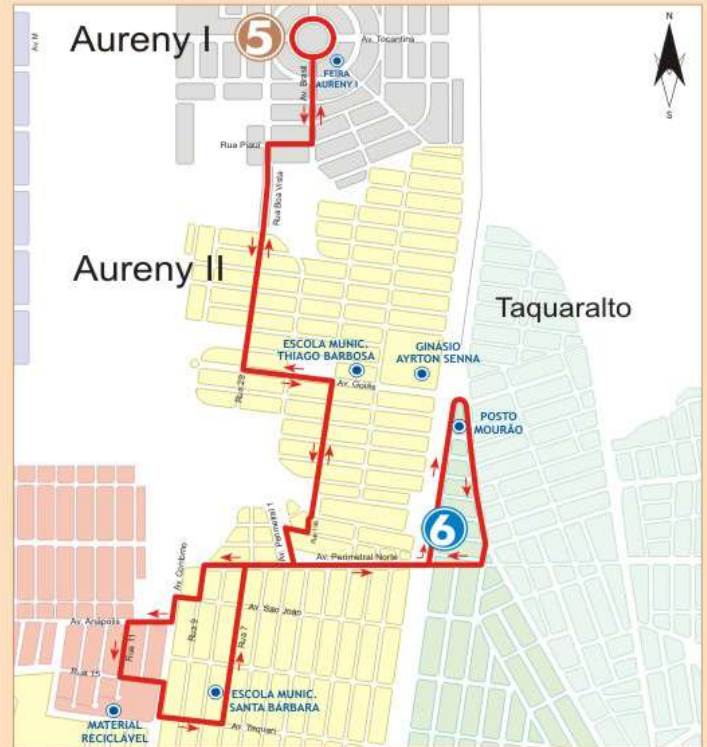 Aureny I
5
Av. M
Av. Tocantina
FEIRA
AURENY I
Av. Brasil
N
S
Rua Piauí
Rua Boa Vista
Aureny II
Taquaralto
ESCOLA MUNIC.
THIAGO BARBOSA
GINÁSIO
AYRTON SENNA
Av. Goiás
Rua 29
POSTO
MOURÃO
6
Av. Perimetral 1
Av. Perimetral Norte
Av. Contorno
Av. São João
Av. Anápolis
Rua 9
Rua 7
Rua 11
Rua 15
ESCOLA MUNIC.
SANTA BÁRBARA
MATERIAL
RECICLÁVEL
Av. Taquari